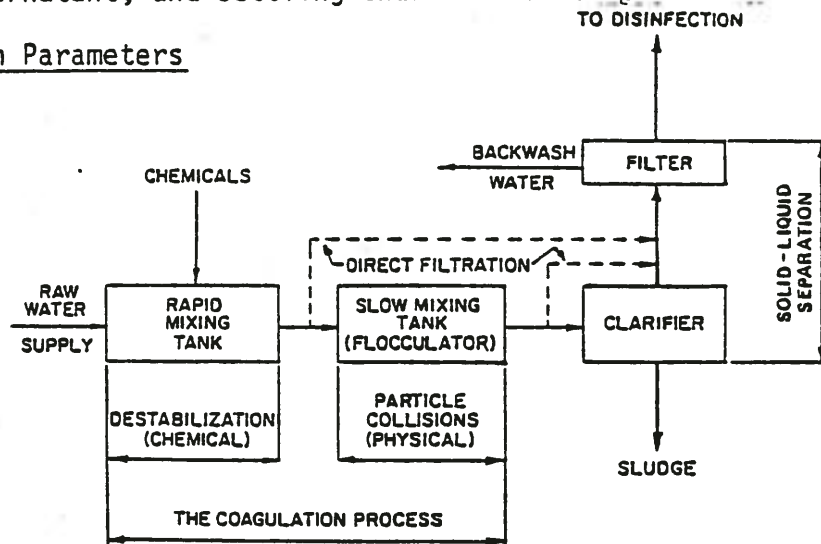 and
TO DISINFECTION
Parameters
BACKWASH
WATER
FILTER
CHEMICALS
SOLID-LIQUID
SEPARATION
DIRECT FILTRATION
RAW
WATER
SUPPLY
RAPID
MIXING
TANK
SLOW MIXING
TANK
(FLOCCULATOR)
CLARIFIER
DESTABILIZATION
(CHEMICAL)
PARTICLE
COLLISIONS
(PHYSICAL)
SLUDGE
THE COAGULATION PROCESS